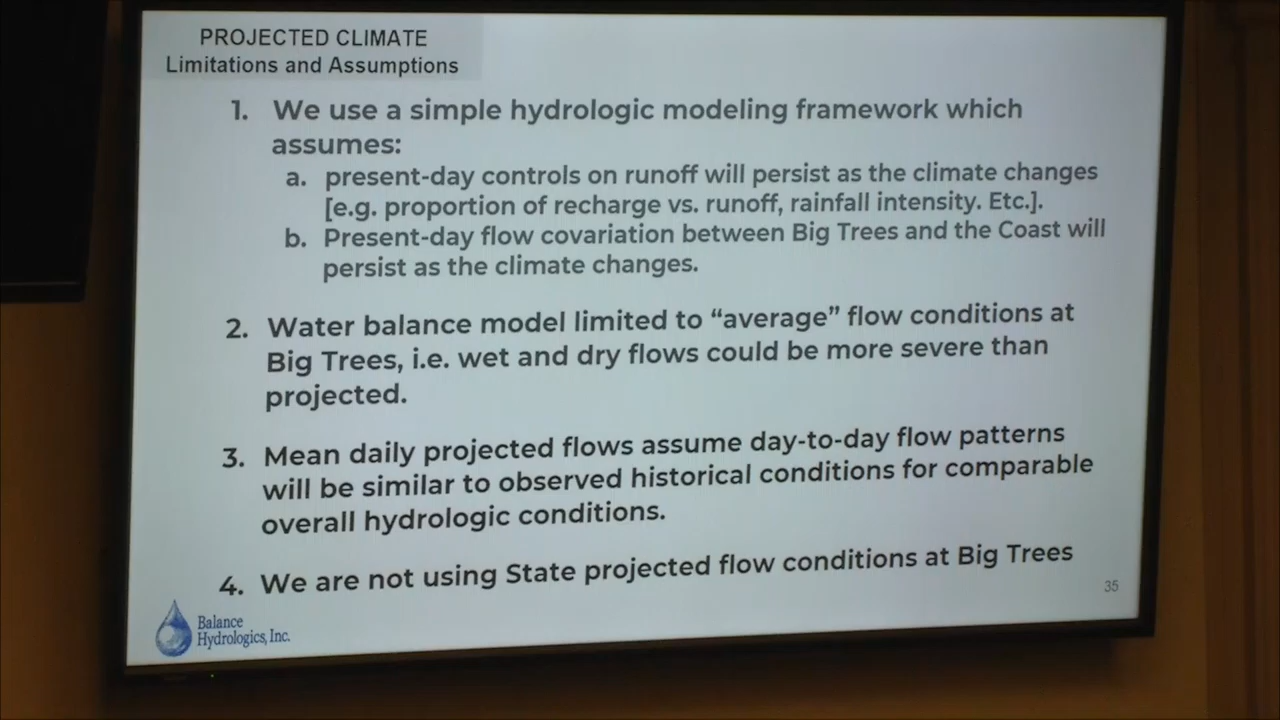 PROJECTED CLIMATE
Limitations and Assumptions
1. We use a simple hydrologic modeling framework which
assumes:
a. present-day controls on runoff will persist as the climate changes
[e.g. proportion of recharge vs. runoff, rainfall intensity. Etc.].
b. Present-day flow covariation between Big Trees and the Coast will
persist as the climate changes.
2. Water balance model limited to “average” flow conditions at
Big Trees, i.e. wet and dry flows could be more severe than
projected.
3. Mean daily projected flows assume day-to-day flow patterns
will be similar to observed historical conditions for comparable
overall hydrologic conditions.
4. We are not using State projected flow conditions at Big Trees
35
Balance
Hydrologics, Inc.